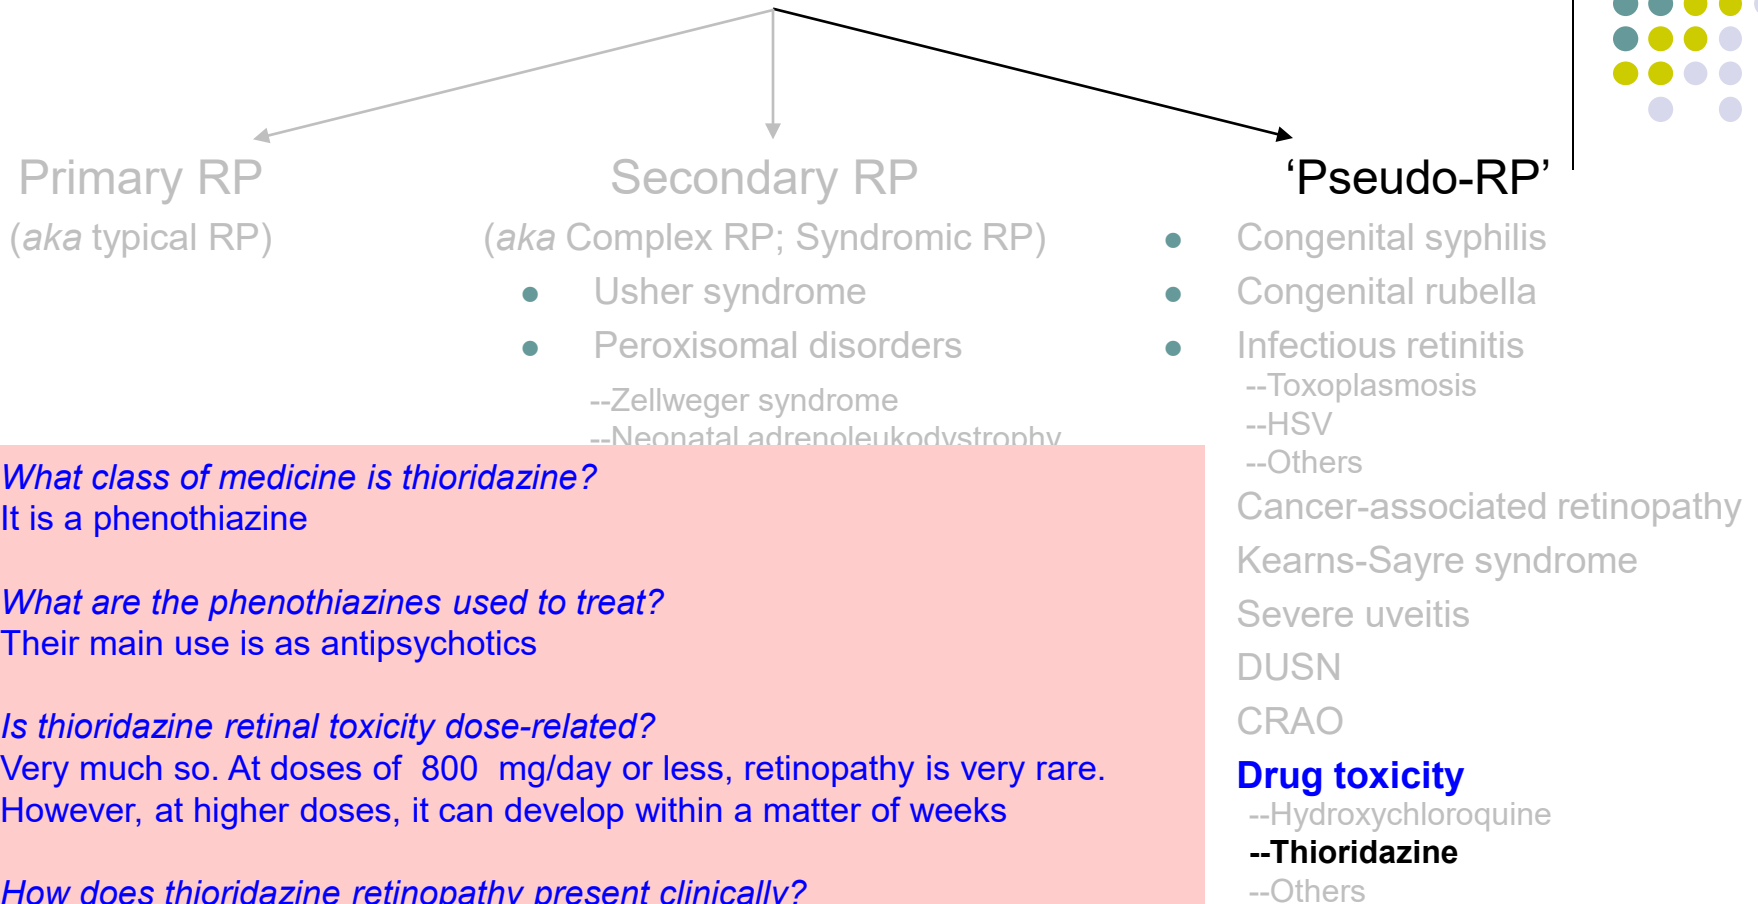 Primary RP
(aka typical RP)
Secondary RP
(aka Complex RP; Syndromic RP)
Usher syndrome
Peroxisomal disorders
--Zellweger syndrome
--Neonatal adrenoleukodystrophy
‘Pseudo-RP’
Congenital syphilis
Congenital rubella
Infectious retinitis
--Toxoplasmosis
--HSV
--Others
Cancer-associated retinopathy
Kearns-Sayre syndrome
Severe uveitis
DUSN
CRAO
Drug toxicity
--Hydroxychloroquine
--Thioridazine
--Others
What class of medicine is thioridazine?
It is a phenothiazine
What are the phenothiazines used to treat?
Their main use is as antipsychotics
Is thioridazine retinal toxicity dose-related?
Very much so. At doses of 800 mg/day or less, retinopathy is very rare.
However, at higher doses, it can develop within a matter of weeks
How does thioridazine retinopathy present clinically?